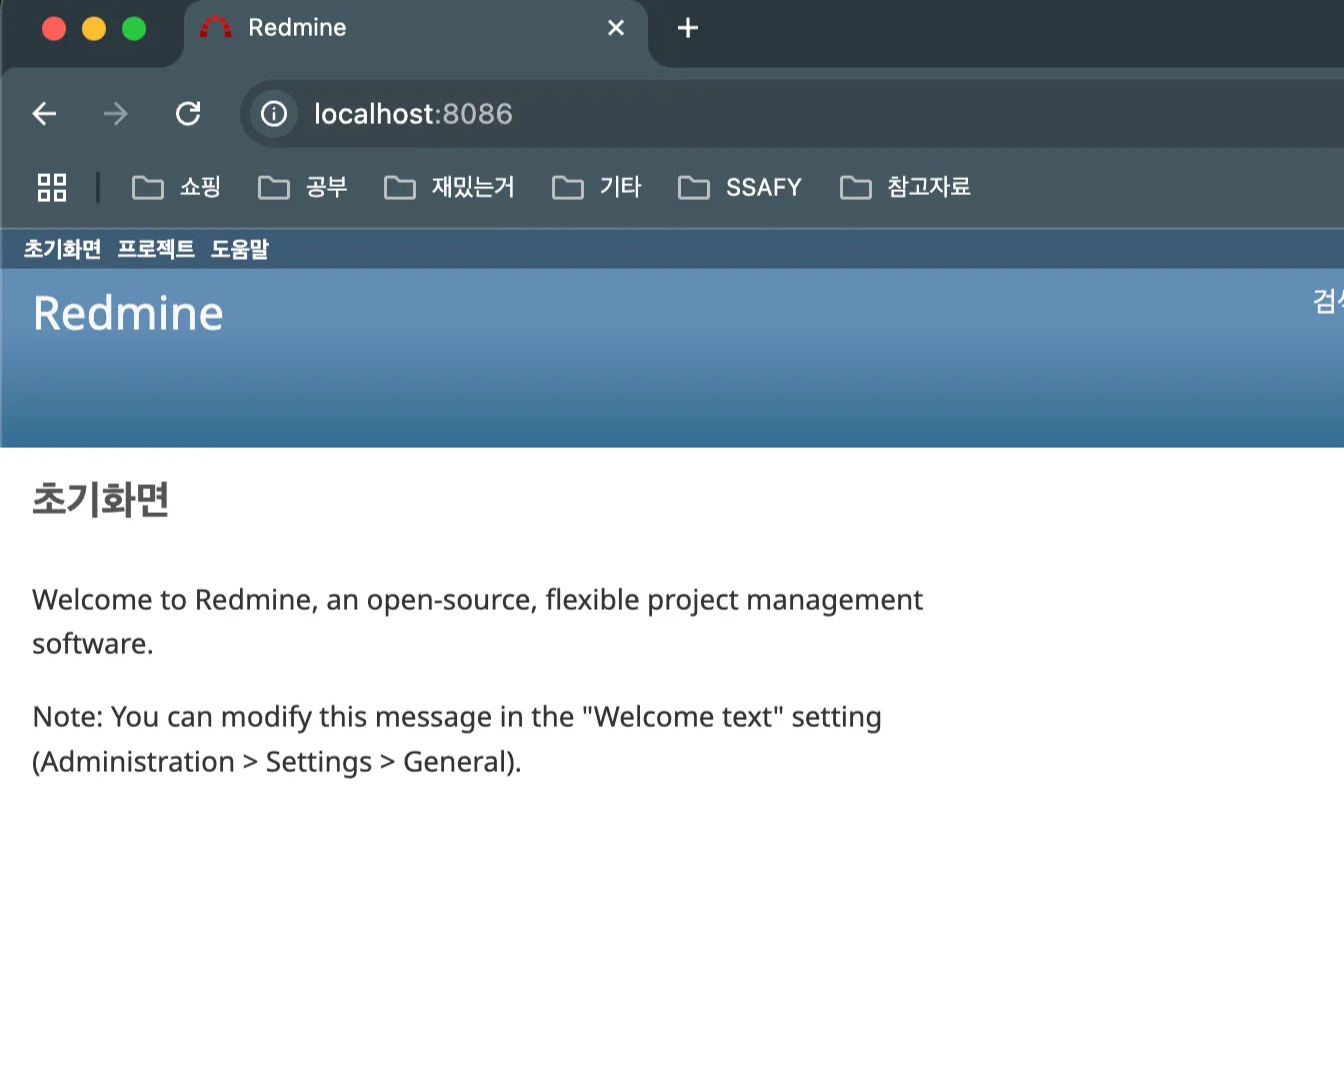 Redmine
localhost:8086
쇼핑 공부 재밌는거 기타 SSAFY 참고자료
초기화면 프로젝트 도움말
Redmine
초기화면
Welcome to Redmine, an open-source, flexible project management
software.
Note: You can modify this message in the "Welcome text" setting
(Administration > Settings > General).